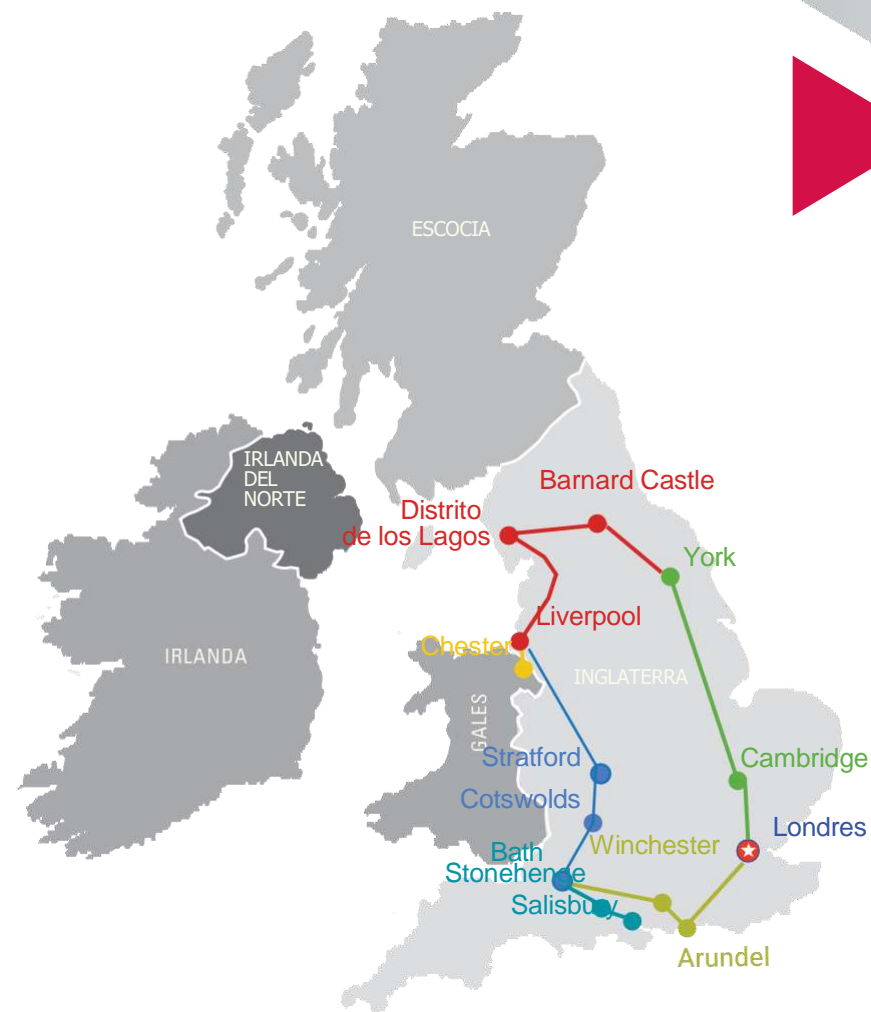 ESCOCIA
IRLANDA
DEL
NORTE
Barnard Castle
Distrito
de los Lagos
York
Liverpool
Chester
IRLANDA
INGLATERRA
GALES
Stratford
Cambridge
Cotswolds
Londres
Winchester
Bath
Stonehenge
Salisbury
Arundel